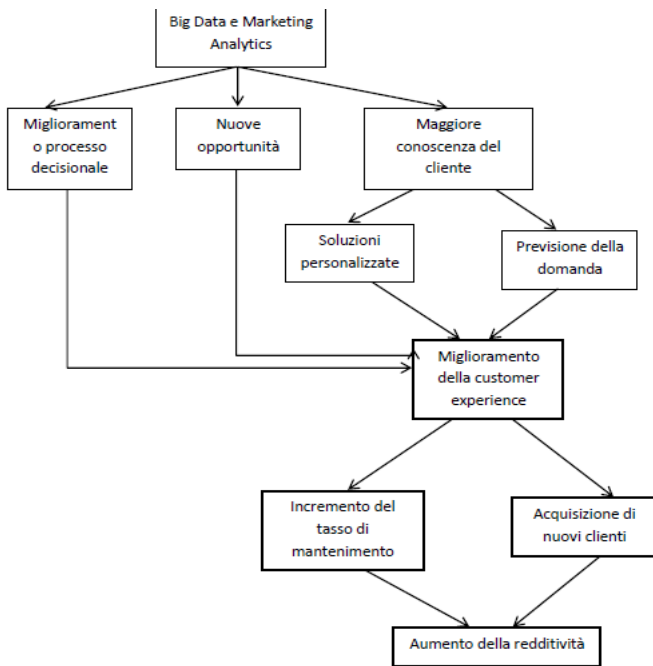 Big Data e Marketing
Analytics
Migliorament
o processo
decisionale
Nuove
opportunità
Maggiore
conoscenza del
cliente
Soluzioni
personalizzate
Previsione della
domanda
Miglioramento
della customer
experience
Incremento del
tasso di
mantenimento
Acquisizione di
nuovi clienti
Aumento della redditività